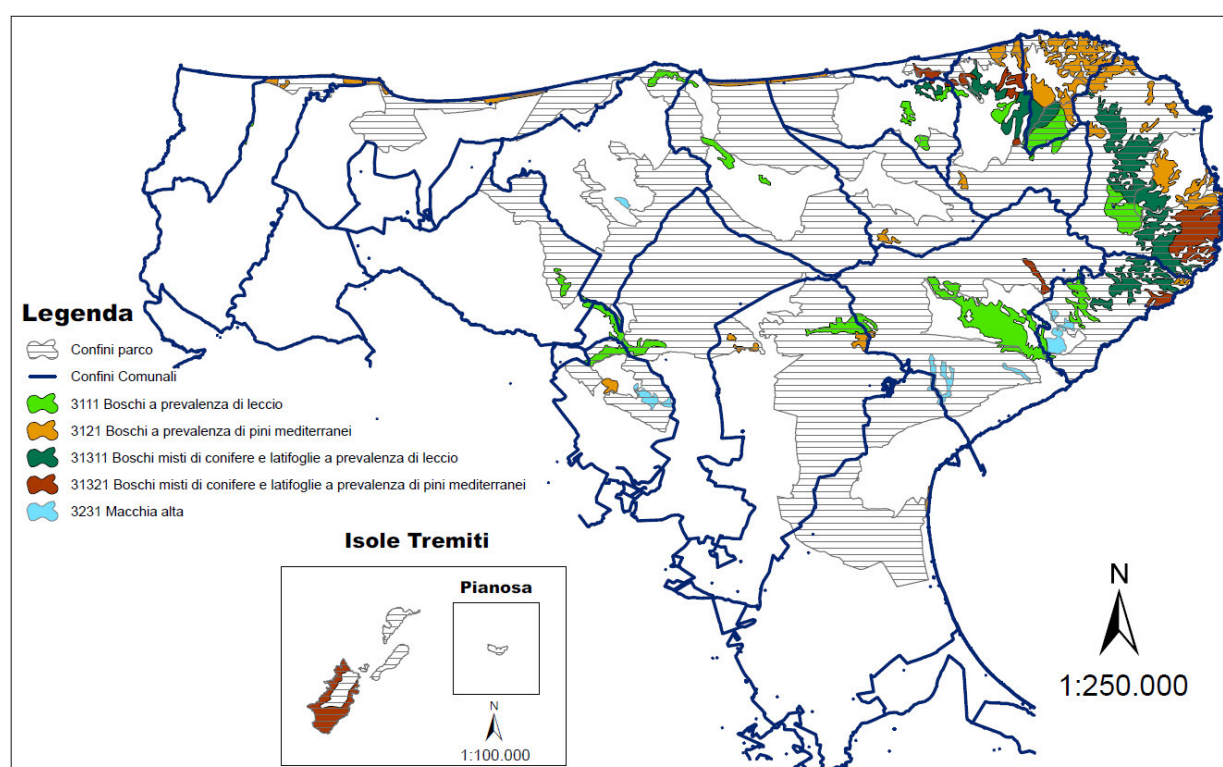 Legenda
Confini parco
Confini Comunali
3111 Boschi a prevalenza di leccio
3121 Boschi a prevalenza di pini mediterranei
31311 Boschi misti di conifere e latifoglie a prevalenza di leccio
31321 Boschi misti di conifere e latifoglie a prevalenza di pini mediterranei
3231 Macchia alta
Isole Tremiti
Pianosa
N
1:100.000
N
1:250.000